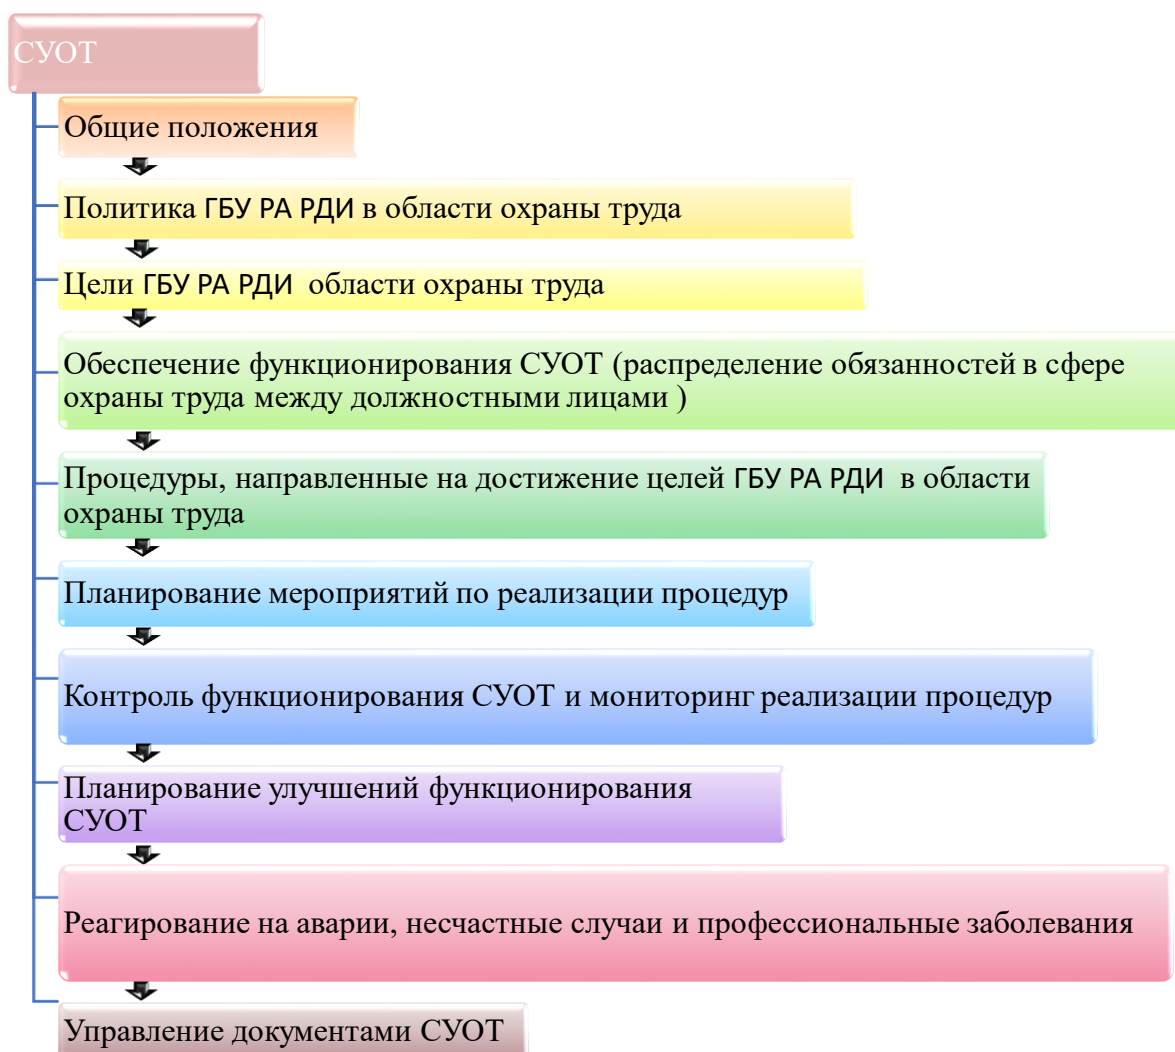 СУОТ
Общие положения
Политика ГБУ РА РДИ в области охраны труда
Цели ГБУ РА РДИ области охраны труда
Обеспечение функционирования СУОТ (распределение обязанностей в сфере
охраны труда между должностными лицами )
Процедуры, направленные на достижение целей ГБУ РА РДИ в области
охраны труда
Планирование мероприятий по реализации процедур
Контроль функционирования СУОТ и мониторинг реализации процедур
Планирование улучшений функционирования
СУОТ
Реагирование на аварии, несчастные случаи и профессиональные заболевания
Управление документами СУОТ